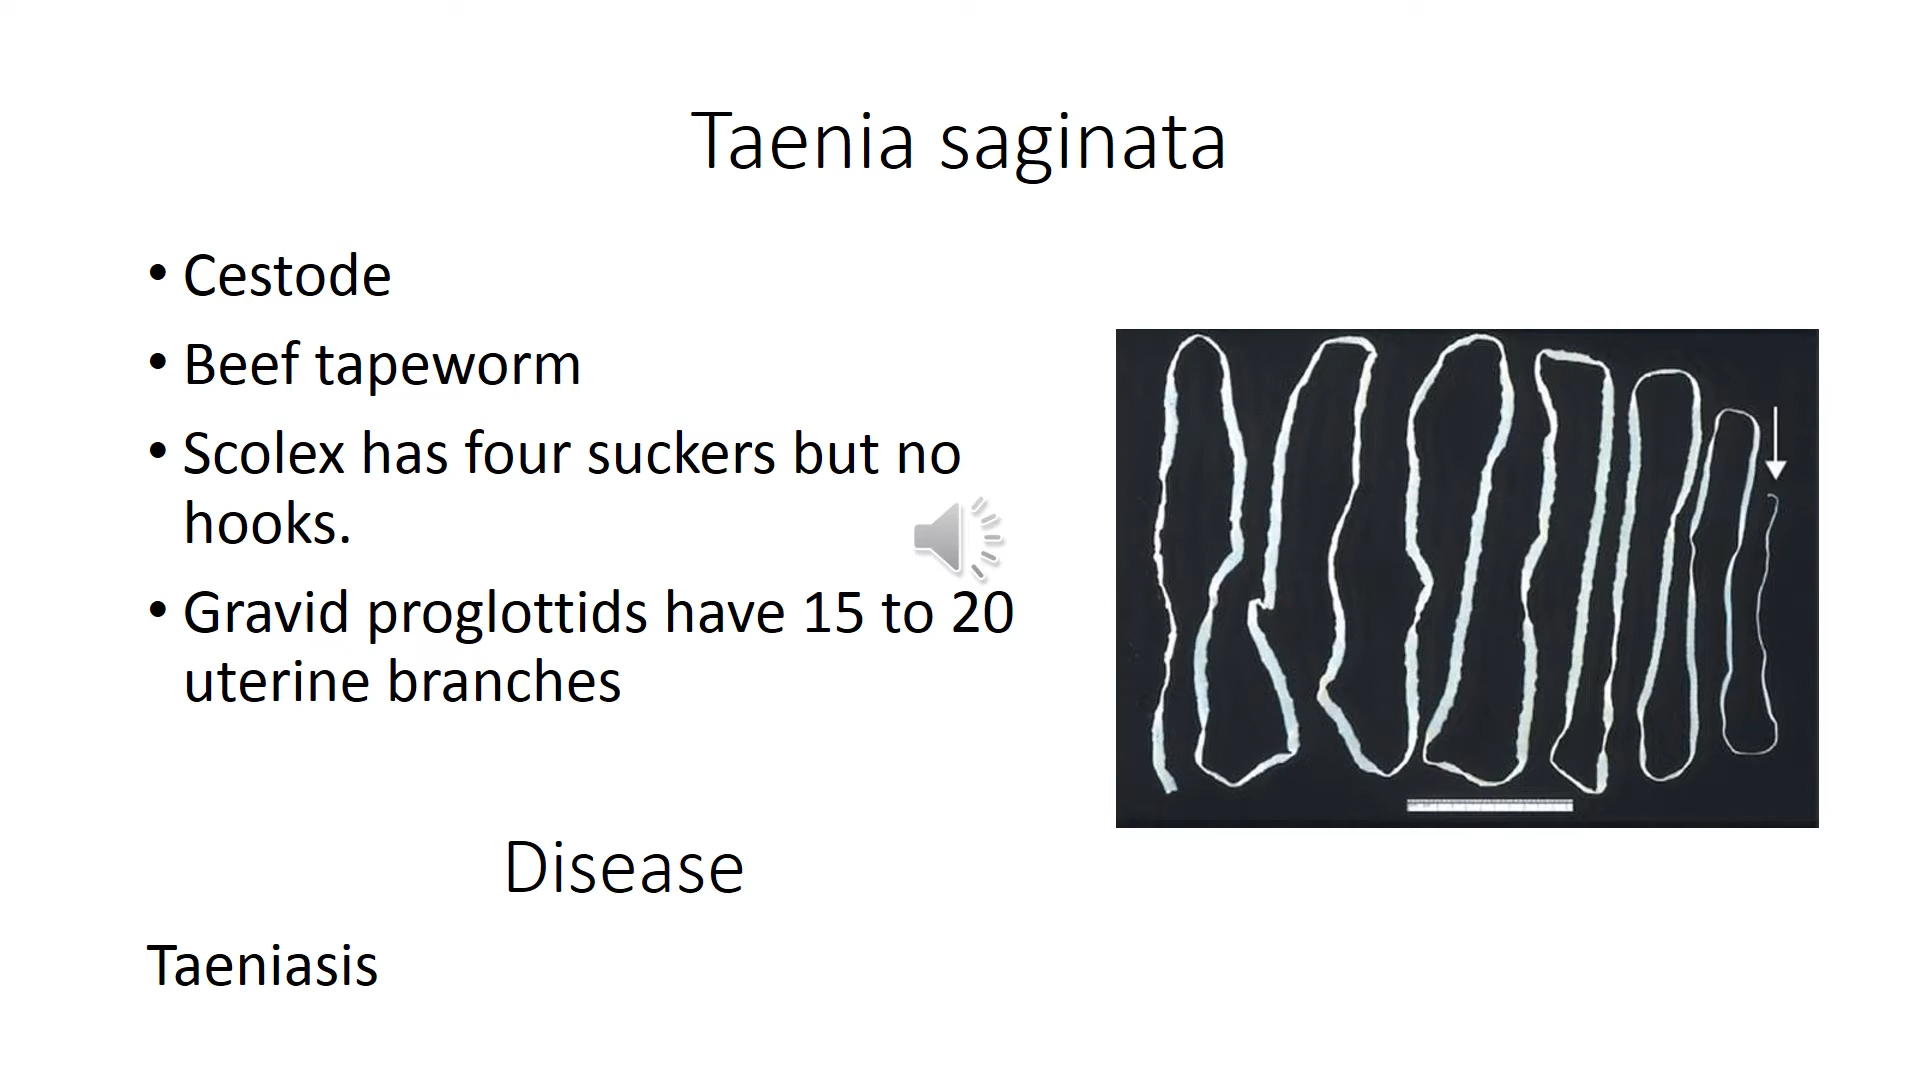 Taenia saginata
• Cestode
• Beef tapeworm
• Scolex has four suckers but no
hooks.
• Gravid proglottids have 15 to 20
uterine branches
Disease
Taeniasis